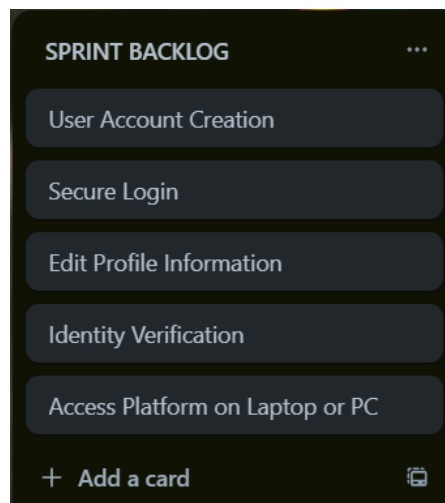 SPRINT BACKLOG
User Account Creation
Secure Login
Edit Profile Information
Identity Verification
Access Platform on Laptop or PC
+ Add a card